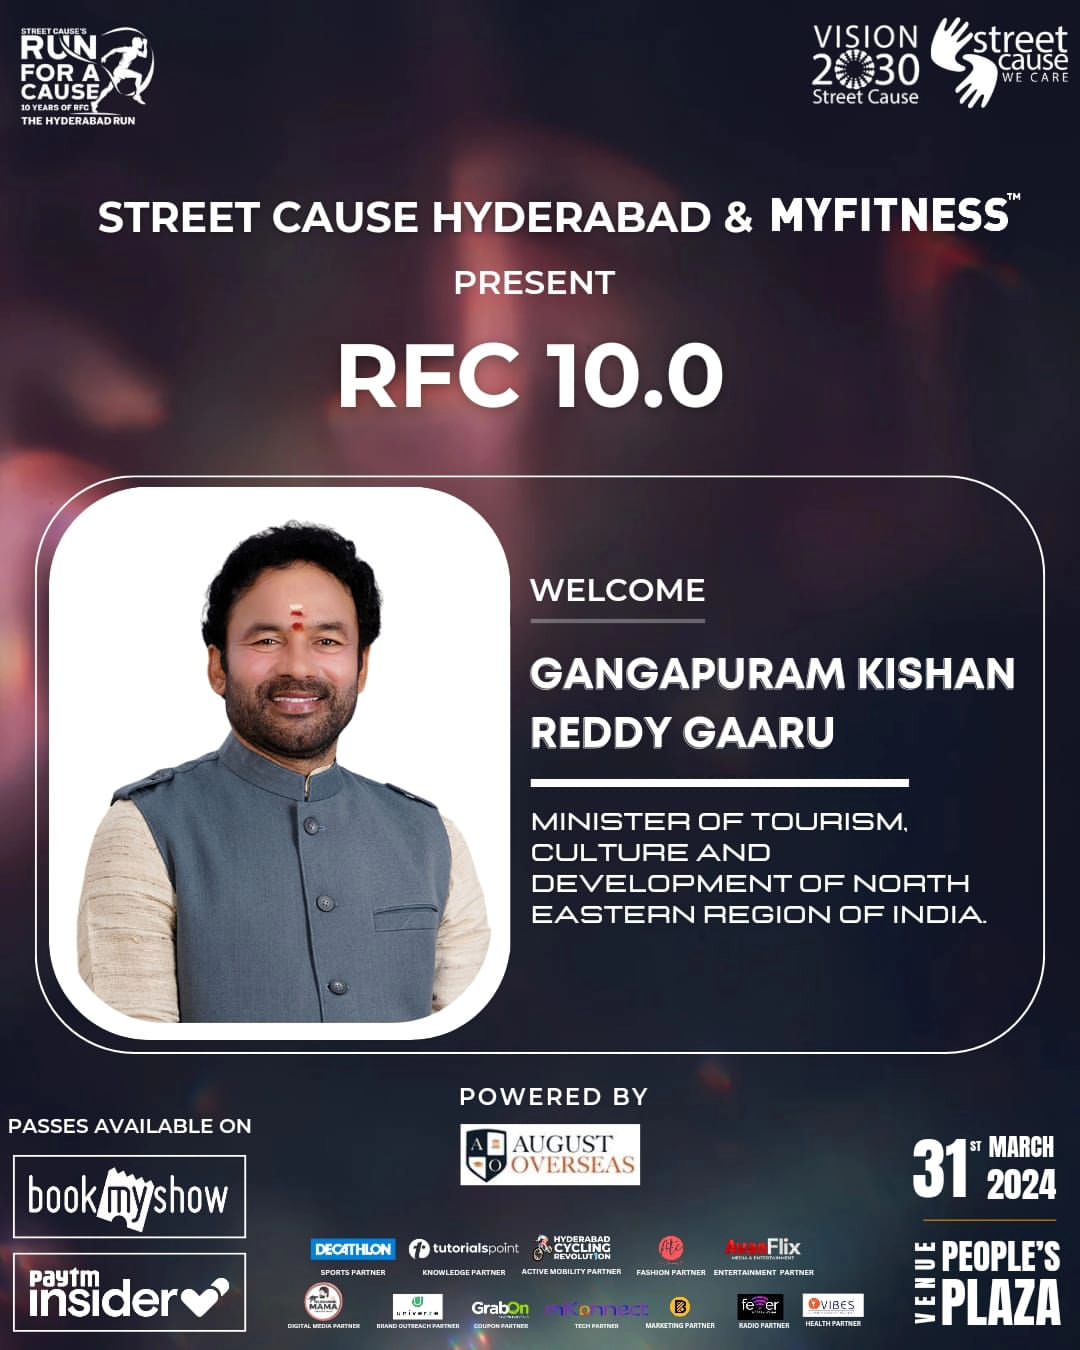 STREET CAUSE'S
RUN
FOR A
CAUSE
10 YEARS OF RFC
THE HYDERABAD RUN
VISION
2030
Street Cause
street
cause
WE CARE
STREET CAUSE HYDERABAD & MYFITNESS™
PRESENT
RFC 10.0
WELCOME
GANGAPURAM KISHAN
REDDY GAARU
MINISTER OF TOURISM,
CULTURE AND
DEVELOPMENT OF NORTH
EASTERN REGION OF INDIA.
POWERED BY
A O AUGUST
OVERSEAS
PASSES AVAILABLE ON
bookmyshow
paytm
insider
31ST MARCH
2024
VENUE PEOPLE'S
PLAZA
DECATHLON
SPORTS PARTNER
tutorialspoint
KNOWLEDGE PARTNER
HYDERABAD
CYCLING
REVOLUTION
ACTIVE MOBILITY PARTNER
FASHION PARTNER
Flix
MEDIA & ENTERTAINMENT
ENTERTAINMENT PARTNER
MAMA
DIGITAL MEDIA PARTNER
universe
BRAND OUTREACH PARTNER
GrabOn
COUPON PARTNER
mKonnect
TECH PARTNER
B
MARKETING PARTNER
fever
RADIO PARTNER
VIBES
HEALTH PARTNER